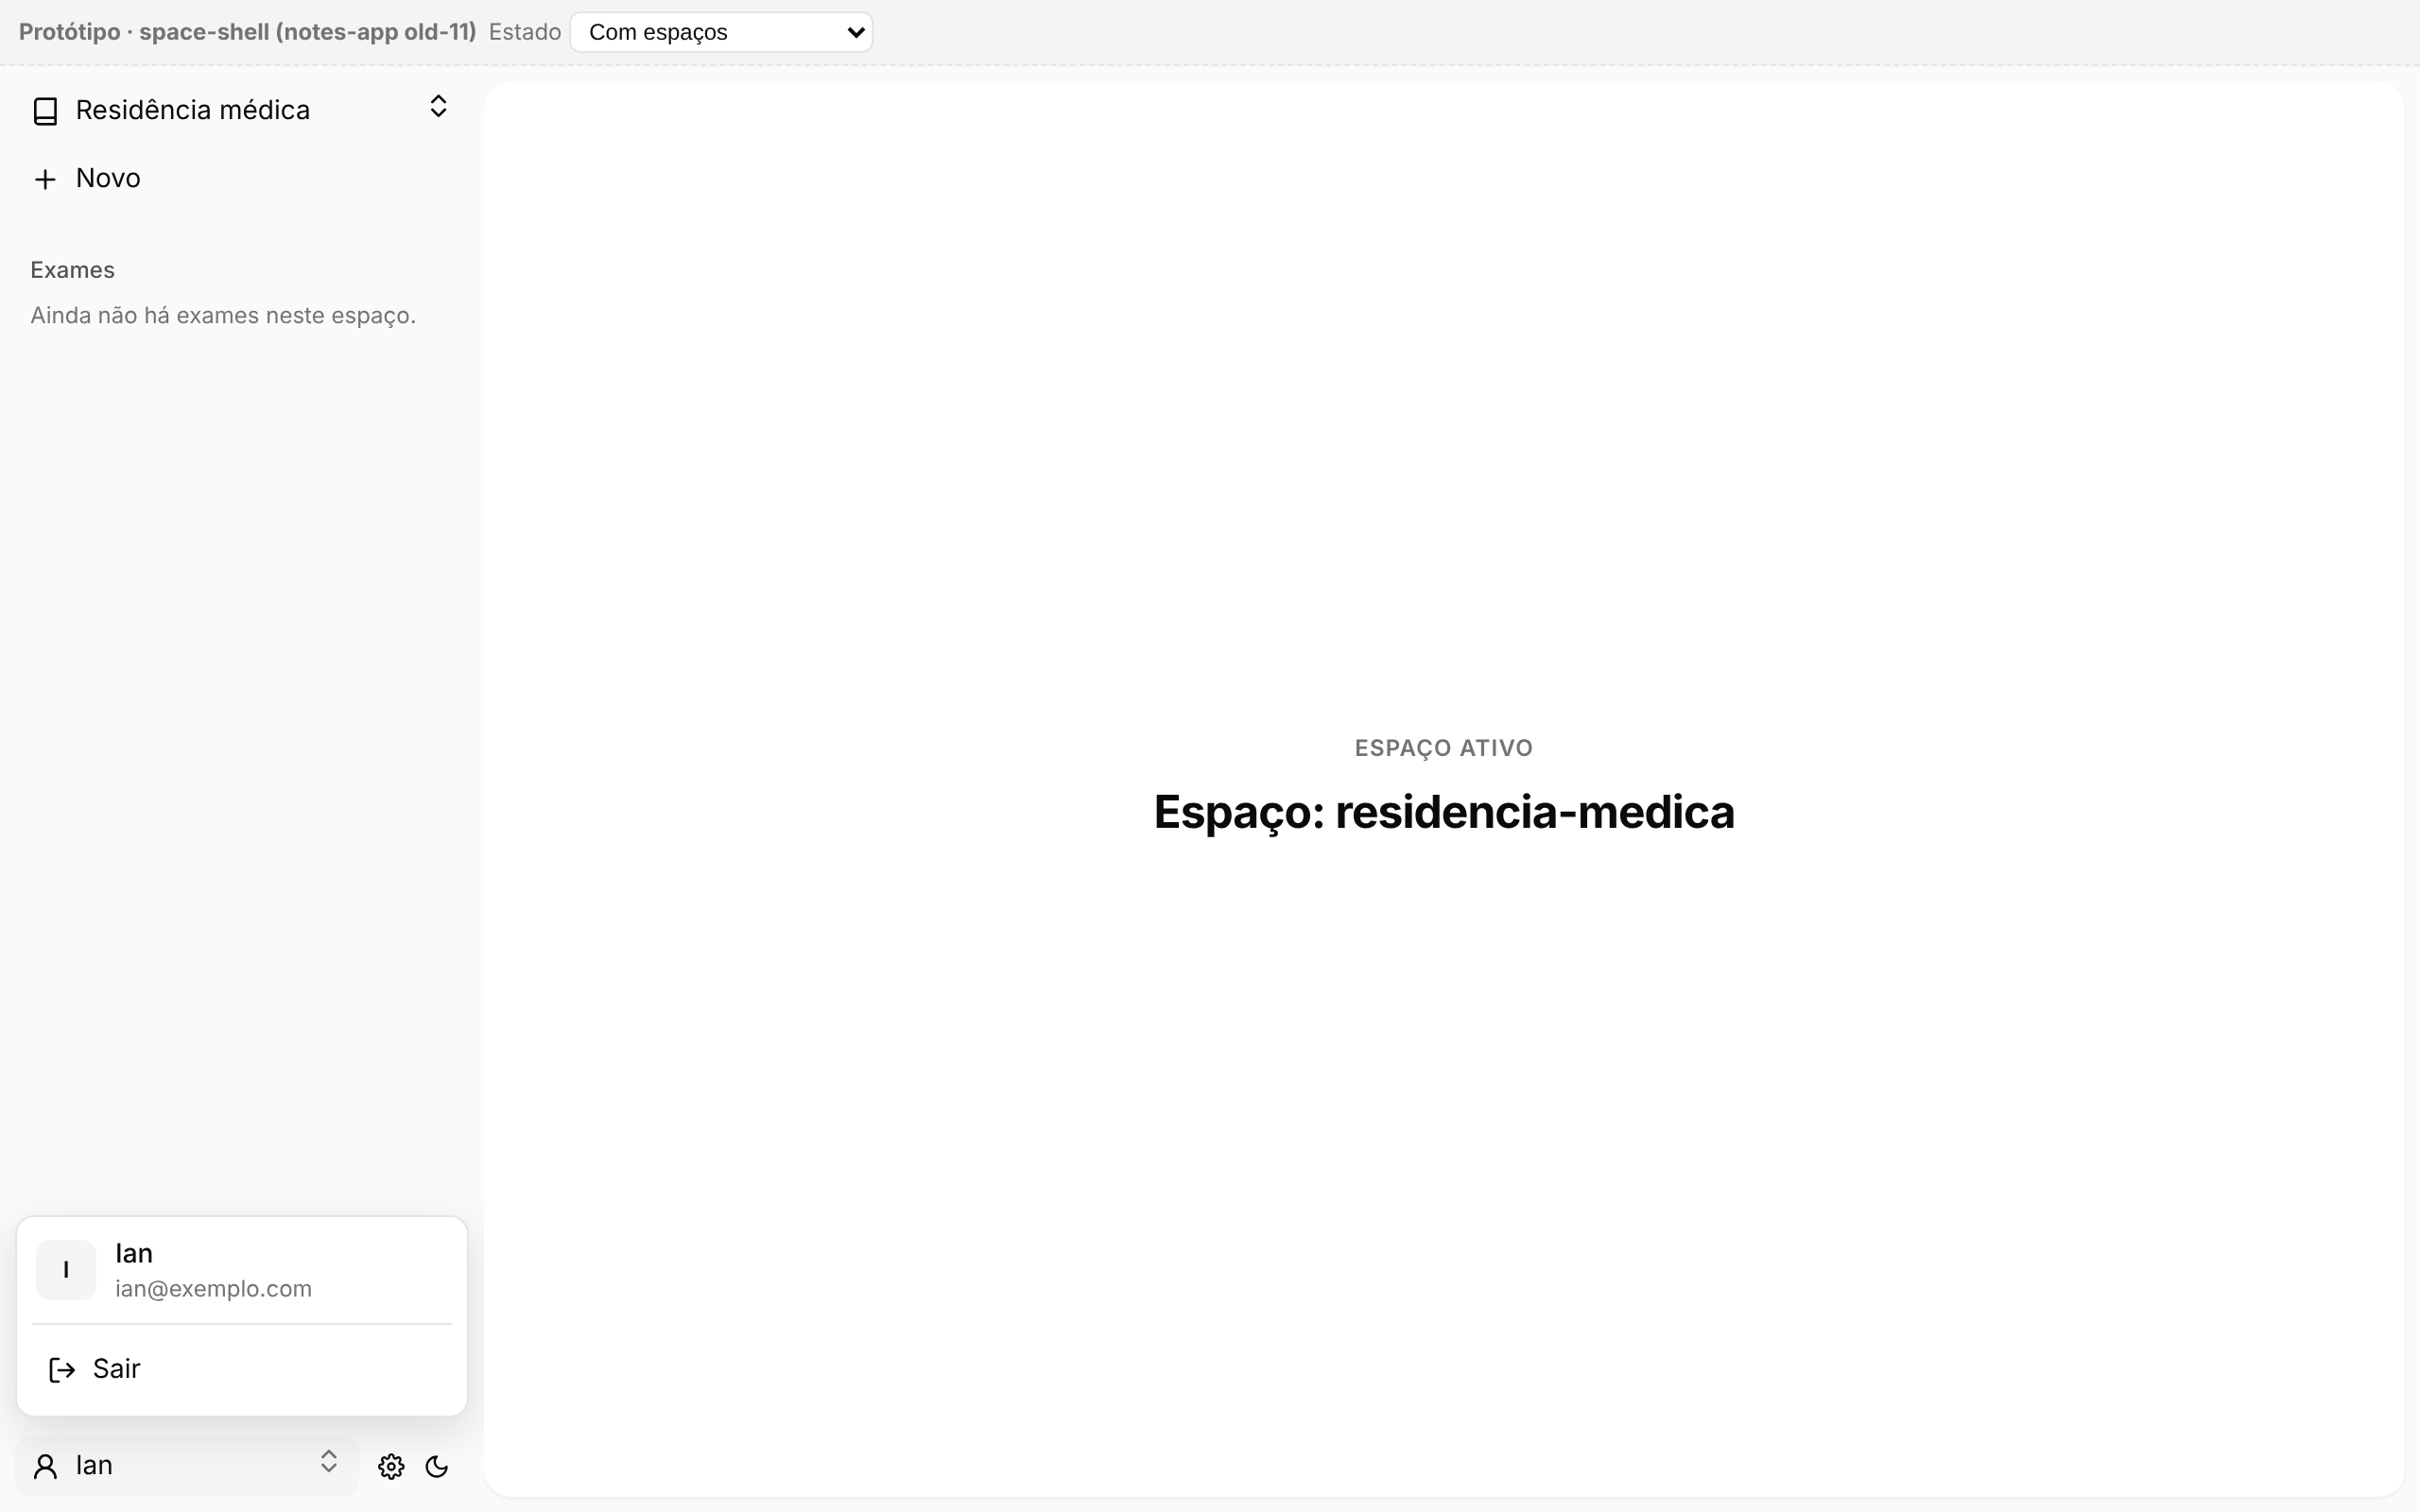 Protótipo · space-shell (notes-app old-11) Estado Com espaços
Residência médica
Novo
Exames
Ainda não há exames neste espaço.
ESPAÇO ATIVO
Espaço: residencia-medica
I
Ian
ian@exemplo.com
Sair
Ian